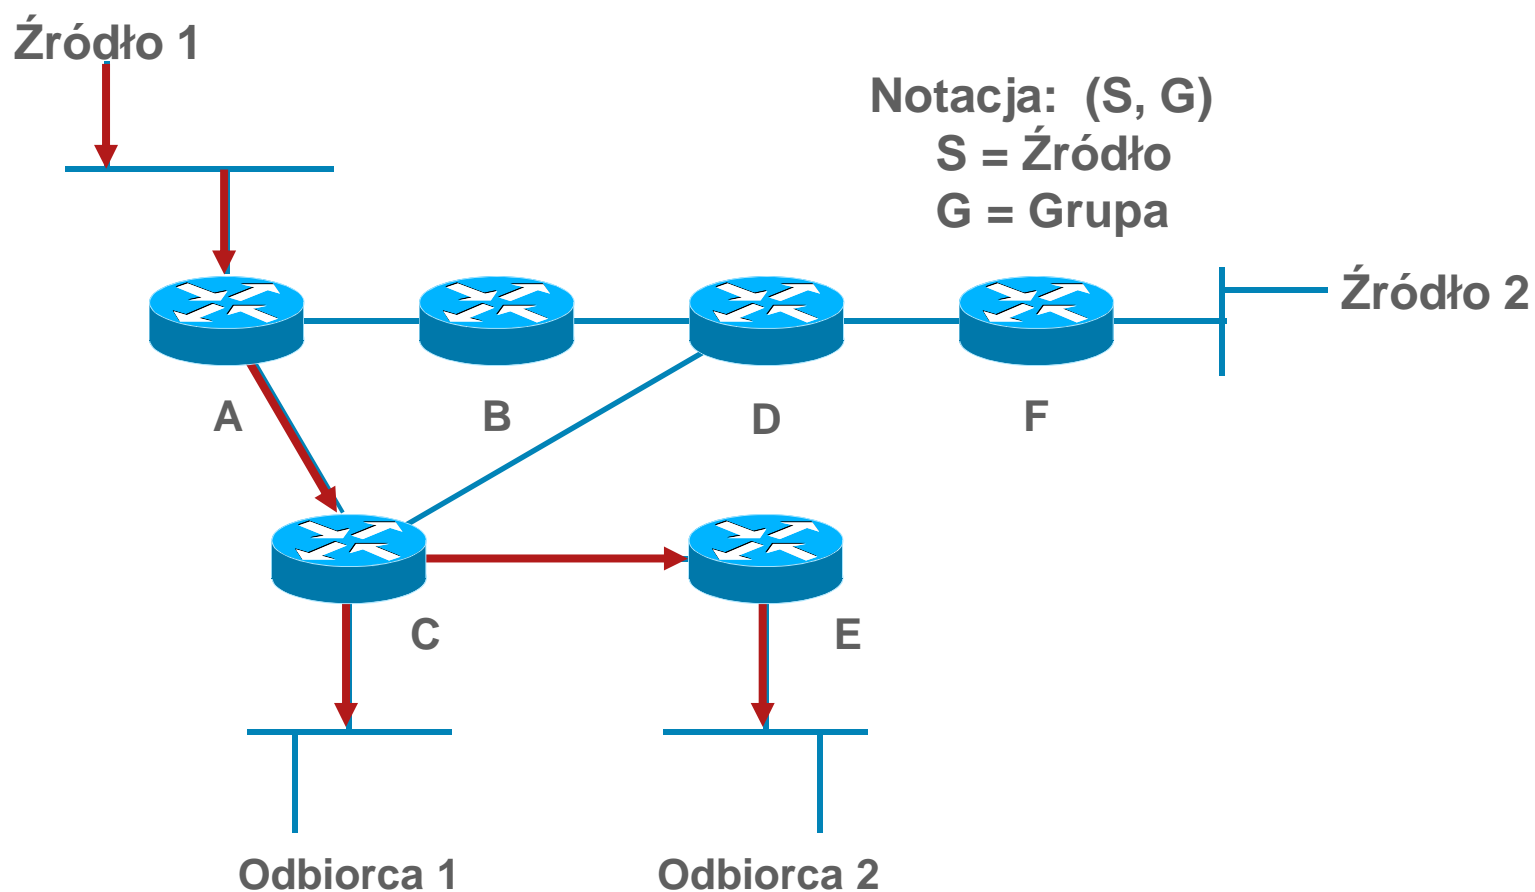 Źródło 1
Notacja: (S, G)
S = Źródło
G = Grupa
Źródło 2
A
B
D
F
C
E
Odbiorca 1
Odbiorca 2